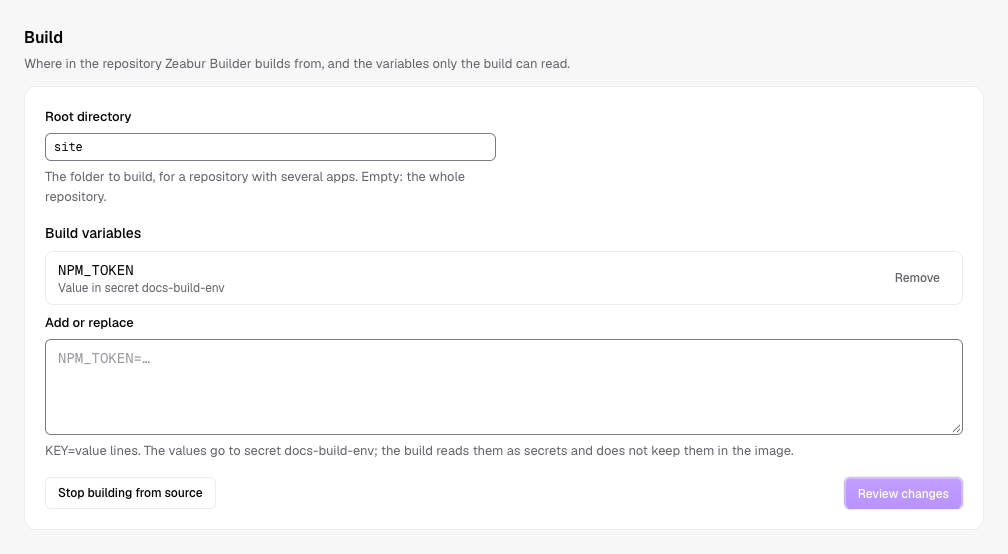 Build
Where in the repository Zeabur Builder builds from, and the variables only the build can read.
Root directory
site
The folder to build, for a repository with several apps. Empty: the whole
repository.
Build variables
NPM_TOKEN
Value in secret docs-build-env
Remove
Add or replace
NPM_TOKEN=…
KEY=value lines. The values go to secret docs-build-env; the build reads them as secrets and does not keep them in the image.
Stop building from source
Review changes